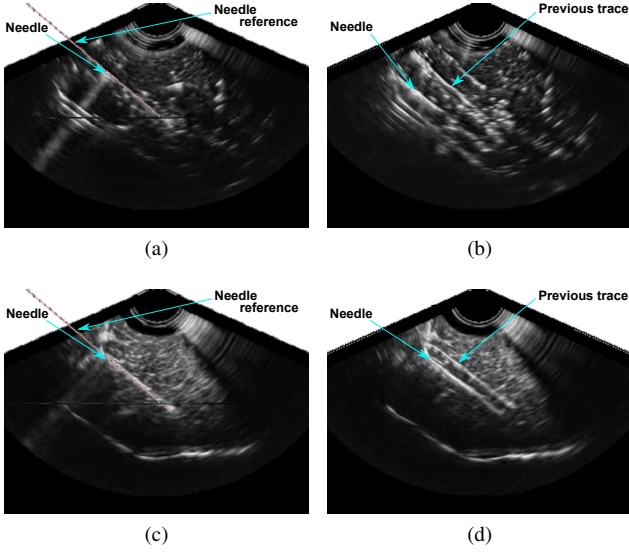 Needle
reference
Needle
(a)
Previous trace
Needle
(b)
Needle
reference
Needle
(c)
Previous trace
Needle
(d)